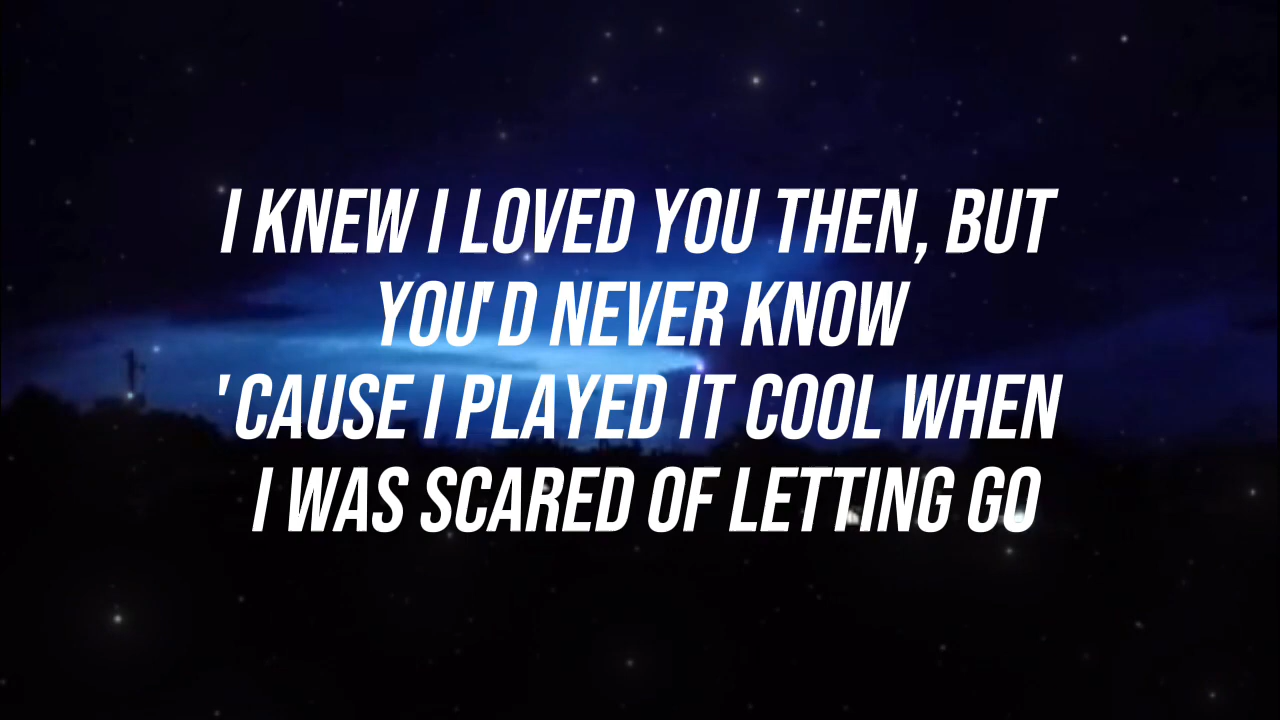 I KNEW I LOVED YOU THEN, BUT
YOU'D NEVER KNOW
'CAUSE I PLAYED IT COOL WHEN
I WAS SCARED OF LETTING GO